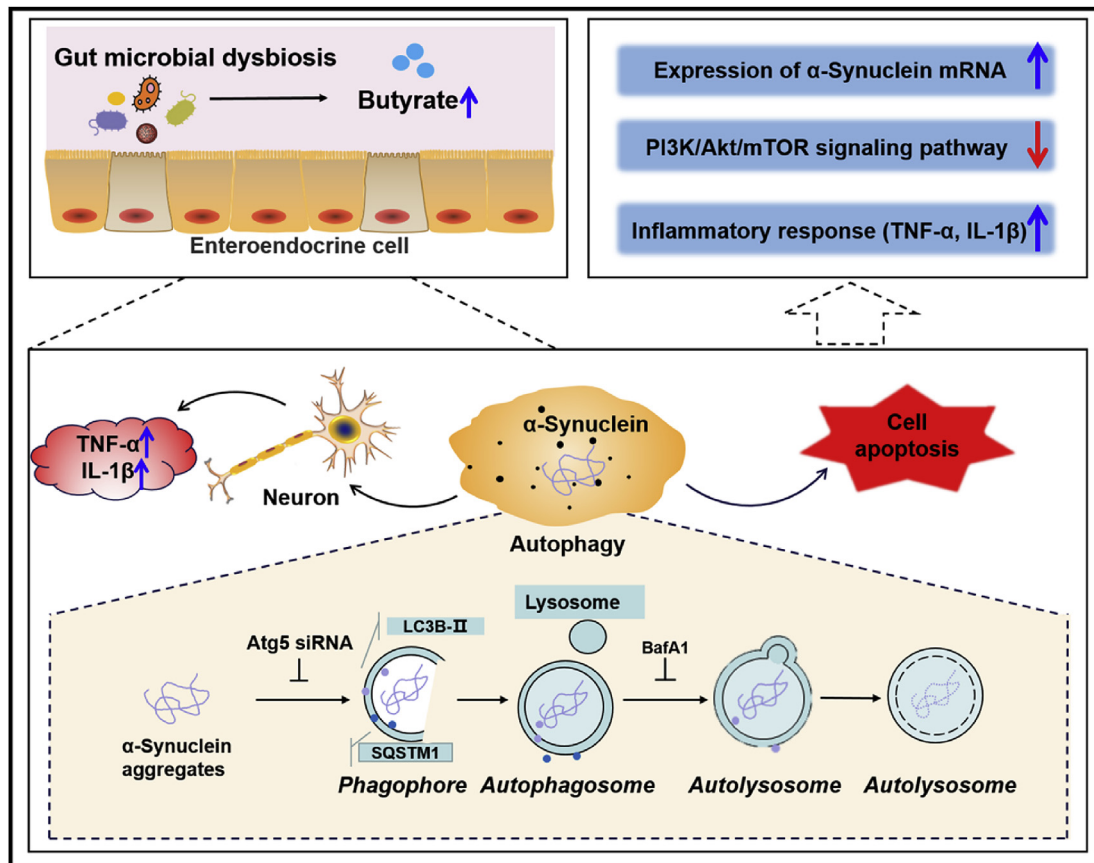 Gut microbial dysbiosis
Butyrate
Enteroendocrine cell
Expression of α-Synuclein mRNA
PI3K/Akt/mTOR signaling pathway
Inflammatory response (TNF-α, IL-1β)
TNF-α
IL-1β
Neuron
α-Synuclein
Autophagy
Cell
apoptosis
Lysosome
LC3B-II
Atg5 siRNA
BafA1
α-Synuclein
aggregates
SQSTM1
Phagophore
Autophagosome
Autolysosome
Autolysosome